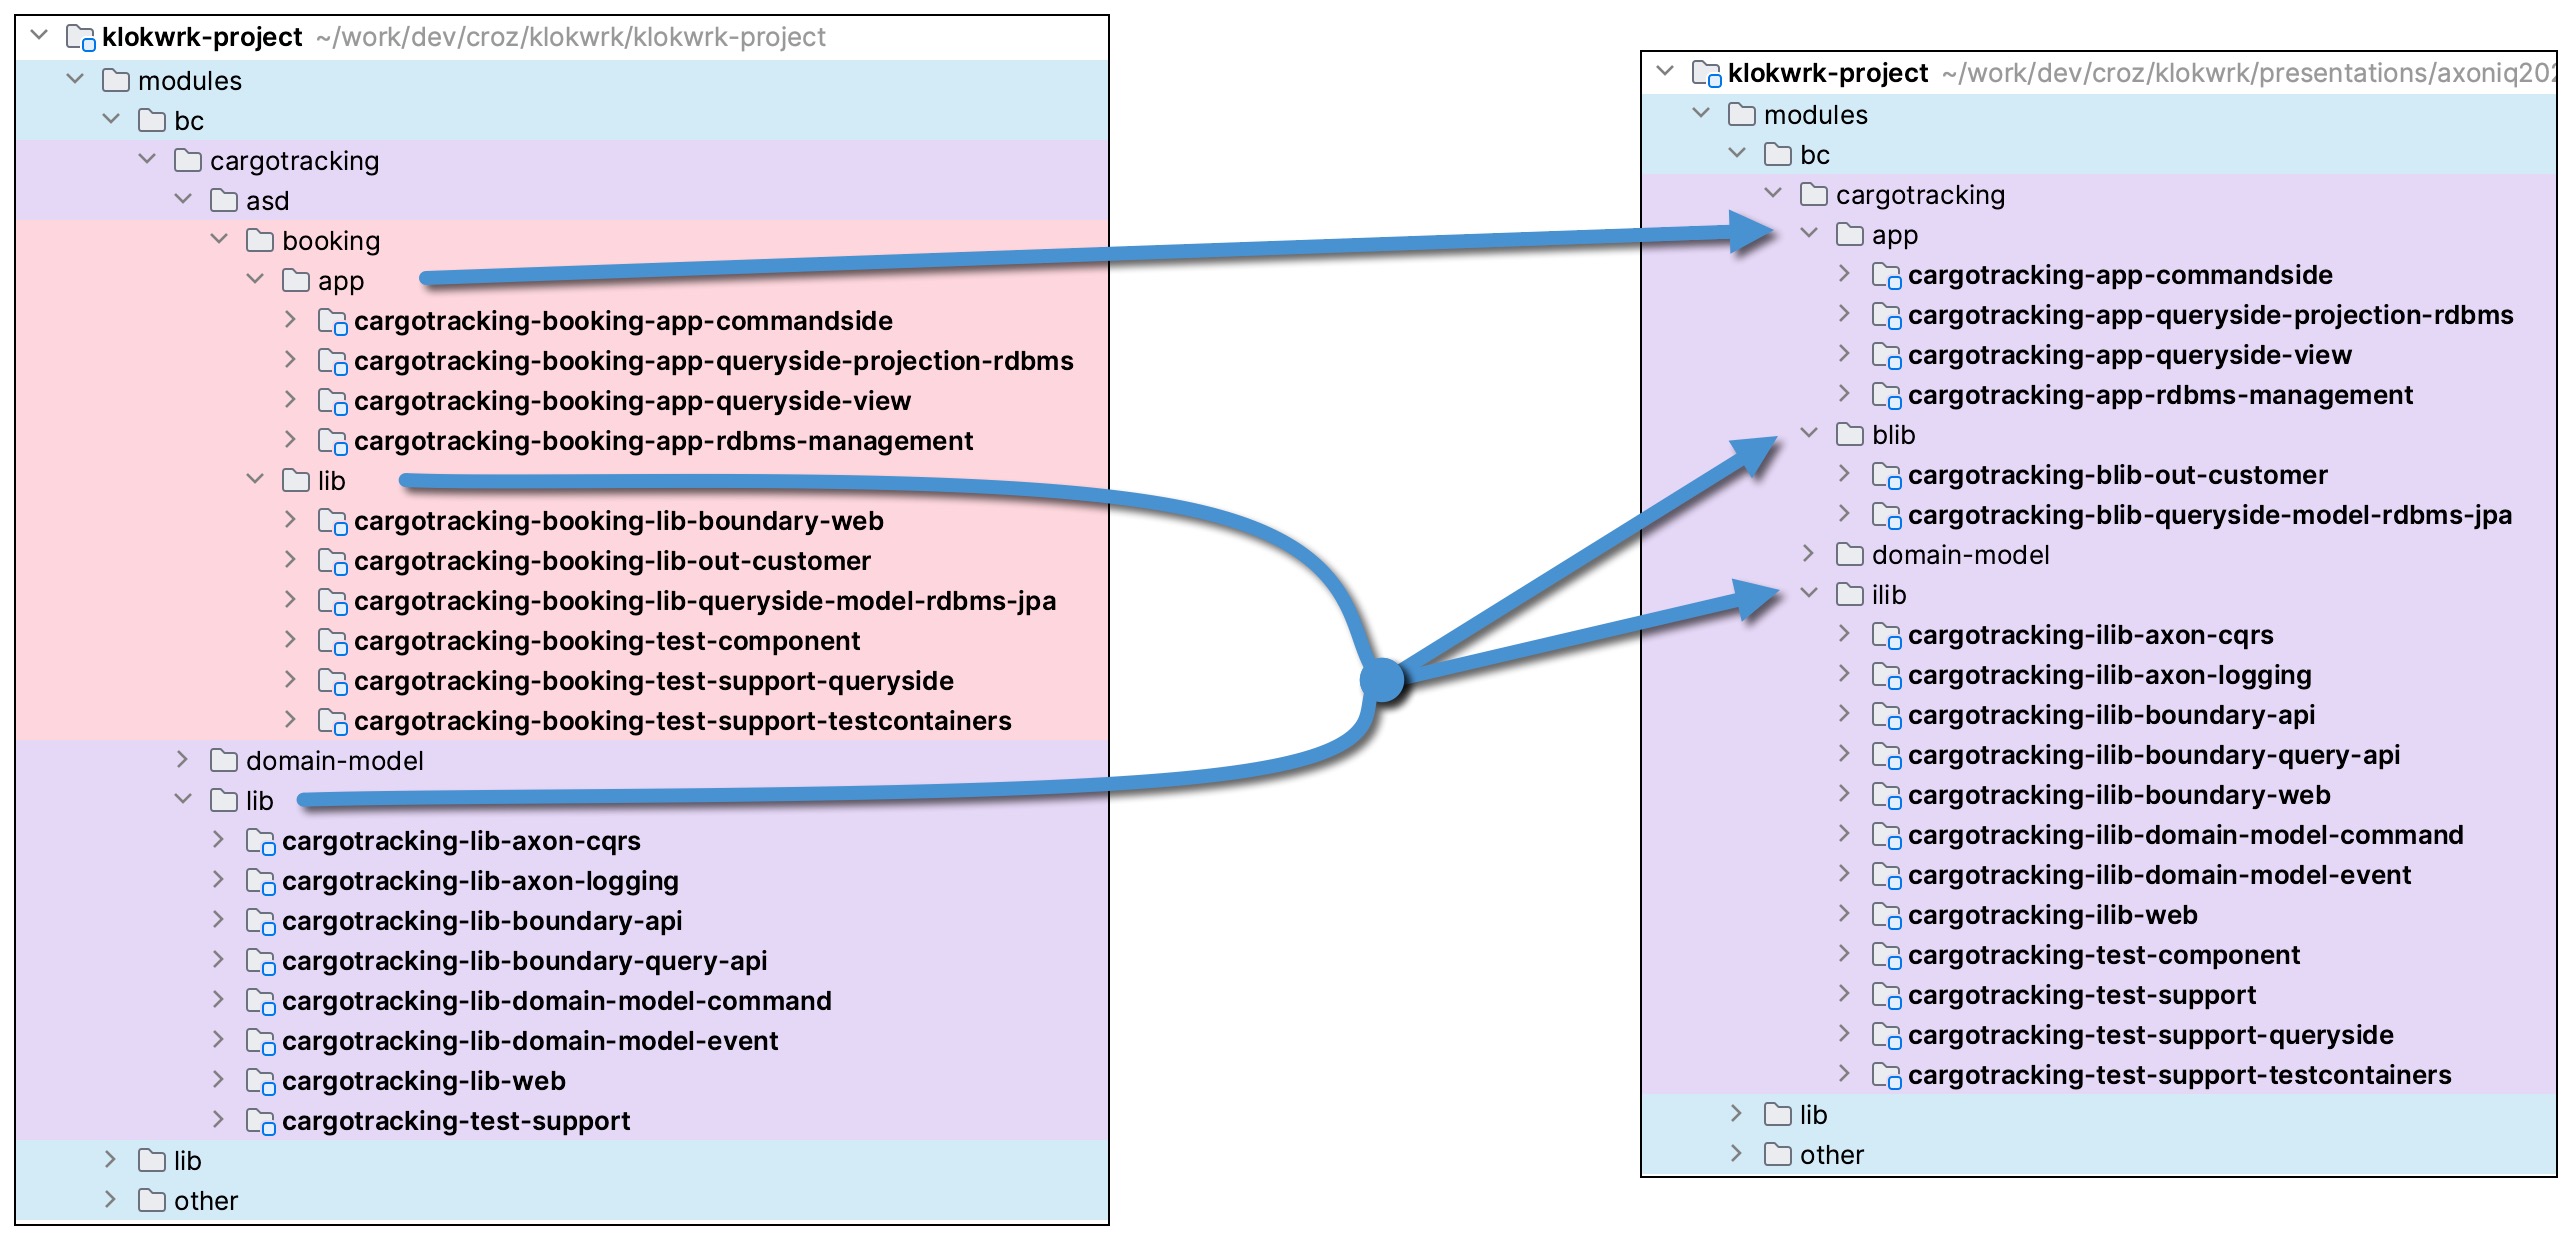 klokwrk-project ~/work/dev/croz/klokwrk/klokwrk-project
modules
bc
cargotracking
asd
booking
app
cargotracking-booking-app-commandside
cargotracking-booking-app-queryside-projection-rdbms
cargotracking-booking-app-queryside-view
cargotracking-booking-app-rdbms-management
lib
cargotracking-booking-lib-boundary-web
cargotracking-booking-lib-out-customer
cargotracking-booking-lib-queryside-model-rdbms-jpa
cargotracking-booking-test-component
cargotracking-booking-test-support-queryside
cargotracking-booking-test-support-testcontainers
domain-model
lib
cargotracking-lib-axon-cqrs
cargotracking-lib-axon-logging
cargotracking-lib-boundary-api
cargotracking-lib-boundary-query-api
cargotracking-lib-domain-model-command
cargotracking-lib-domain-model-event
cargotracking-lib-web
cargotracking-test-support
lib
other
klokwrk-project ~/work/dev/croz/klokwrk/presentations/axoniq202
modules
bc
cargotracking
app
cargotracking-app-commandside
cargotracking-app-queryside-projection-rdbms
cargotracking-app-queryside-view
cargotracking-app-rdbms-management
blib
cargotracking-blib-out-customer
cargotracking-blib-queryside-model-rdbms-jpa
domain-model
ilib
cargotracking-ilib-axon-cqrs
cargotracking-ilib-axon-logging
cargotracking-ilib-boundary-api
cargotracking-ilib-boundary-query-api
cargotracking-ilib-boundary-web
cargotracking-ilib-domain-model-command
cargotracking-ilib-domain-model-event
cargotracking-ilib-web
cargotracking-test-component
cargotracking-test-support
cargotracking-test-support-queryside
cargotracking-test-support-testcontainers
lib
other